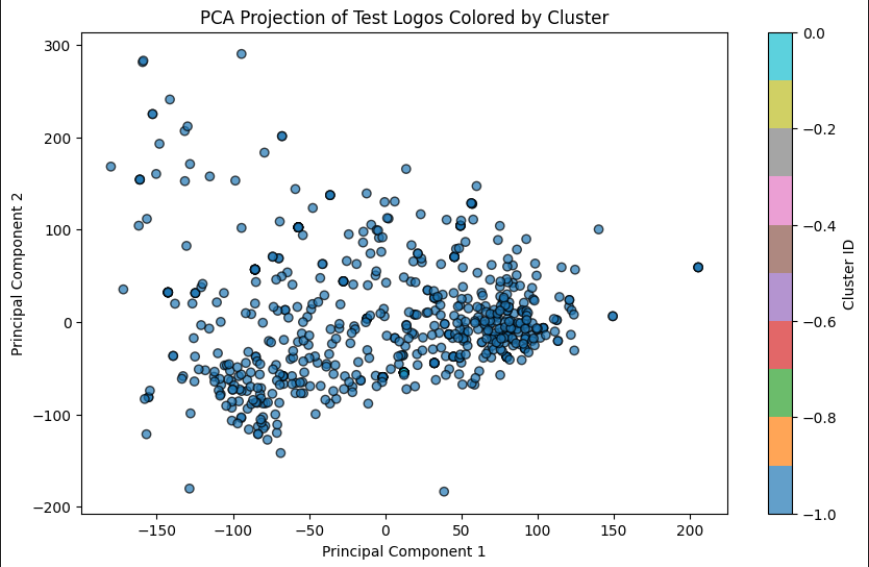 PCA Projection of Test Logos Colored by Cluster
300
200
100
0
−100
−200
Principal Component 2
−150 −100 −50 0 50 100 150 200
Principal Component 1
0.0
−0.2
−0.4
−0.6
−0.8
−1.0
Cluster ID